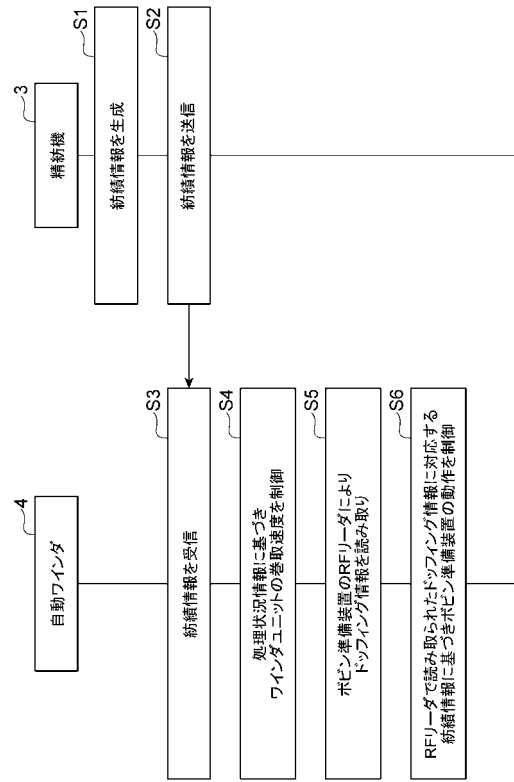 3
精紡機
S1
紡績情報を生成
S2
紡績情報を送信
4
自動ワインダ
S3
紡績情報を受信
S4
処理状況情報に基づき
ワインダユニットの巻取速度を制御
S5
ボビン準備装置のRFリーダにより
ドッフィング情報を読み取り
S6
RFリーダで読み取られたドッフィング情報に対応する
紡績情報に基づきボビン準備装置の動作を制御